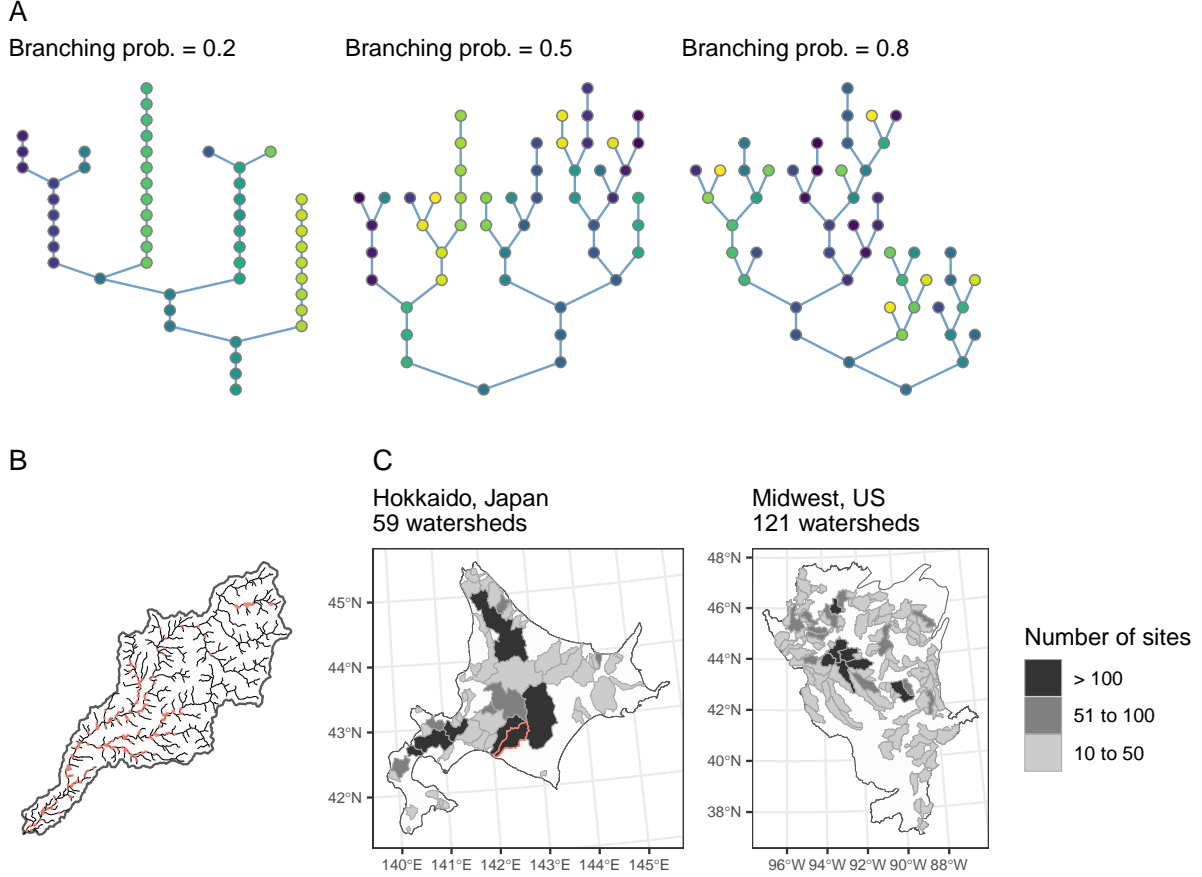 A
Branching prob. = 0.2
Branching prob. = 0.5
Branching prob. = 0.8
B
C
Hokkaido, Japan
59 watersheds
Midwest, US
121 watersheds
45°N
44°N
43°N
42°N
140°E 141°E 142°E 143°E 144°E 145°E
48°N
46°N
44°N
42°N
40°N
38°N
96°W 94°W 92°W 90°W 88°W
Number of sites
> 100
51 to 100
10 to 50